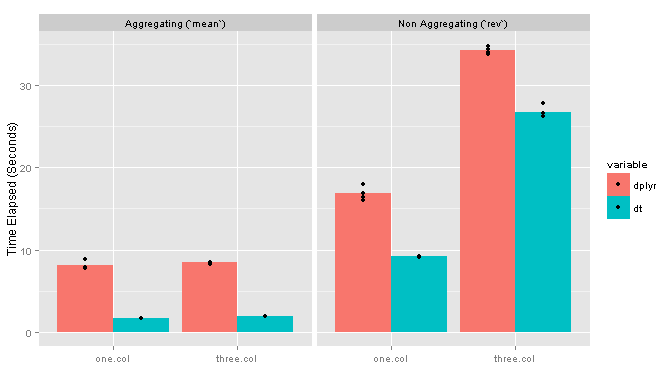 Aggregating (`mean`)
Non Aggregating (`rev`)
Time Elapsed (Seconds)
30
20
10
0
one.col
three.col
one.col
three.col
variable
dplyr
dt